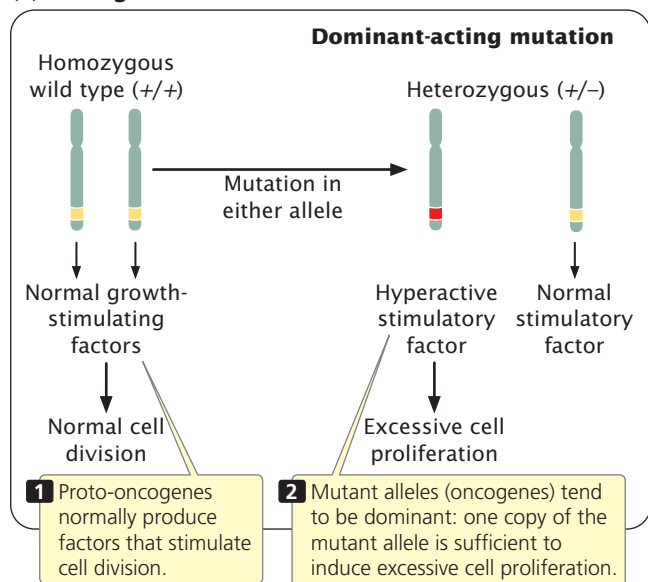 Dominant-acting mutation
Homozygous
wild type (+/+)
Heterozygous (+/–)
Mutation in
either allele
Normal growth-
stimulating
factors
Hyperactive
stimulatory
factor
Normal
stimulatory
factor
Normal cell
division
Excessive cell
proliferation
1 Proto-oncogenes
normally produce
factors that stimulate
cell division.
2 Mutant alleles (oncogenes) tend
to be dominant: one copy of the
mutant allele is sufficient to
induce excessive cell proliferation.